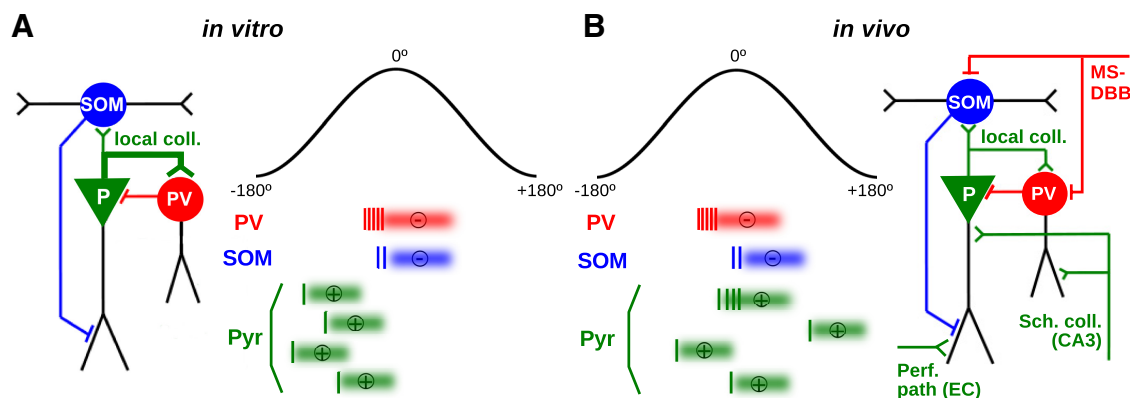 A
in vitro
0º
-180º
+180º
SOM
local coll.
P
PV
PV
-
SOM
-
Pyr
+
+
+
+
B
in vivo
0º
-180º
+180º
PV
-
SOM
-
Pyr
+
+
+
+
MS-
DBB
SOM
local coll.
P
PV
Sch. coll.
(CA3)
Perf.
path (EC)